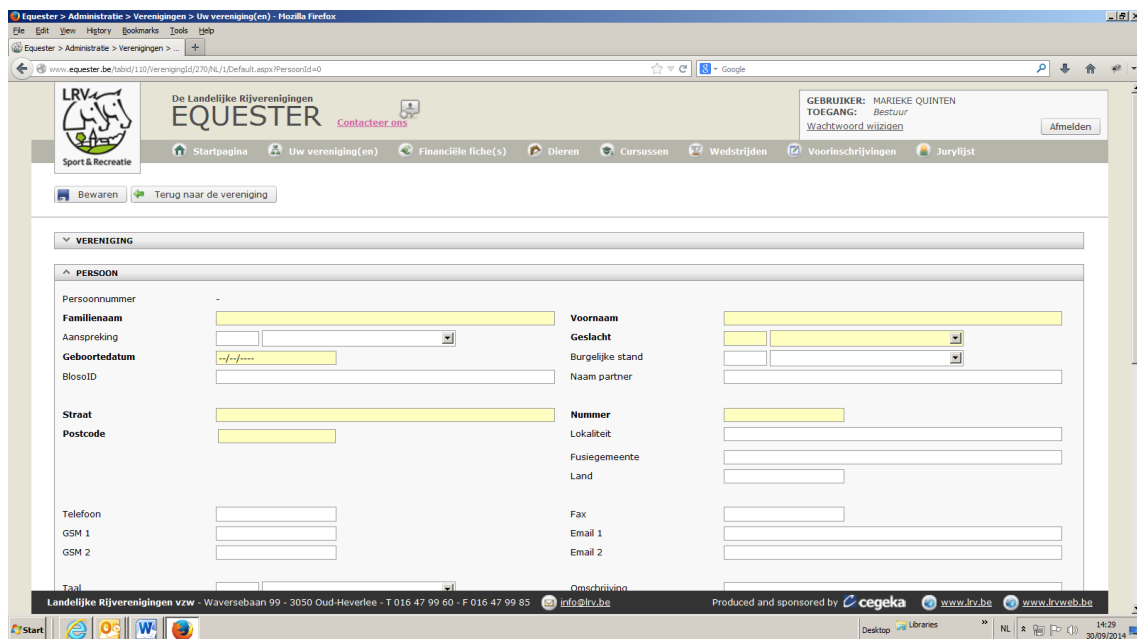 Equester > Administratie > Verenigingen > Uw vereniging(en) - Mozilla Firefox
File Edit View History Bookmarks Tools Help
Equester > Administratie > Verenigingen > ... +
www.equester.be/tabid/110/VerenigingId/270/NL/1/Default.aspx?PersoonId=0
Google
LRV
Sport & Recreatie
De Landelijke Rijverenigingen
EQUESTER
Contacteer ons
GEBRUIKER: MARIEKE QUINTEN
TOEGANG: Bestuur
Wachtwoord wijzigen
Afmelden
Startpagina Uw vereniging(en) Financiële fiche(s) Dieren Cursussen Wedstrijden Voorinschrijvingen Jurylijst
Bewaren Terug naar de vereniging
VERENIGING
PERSOON
Persoonnummer -
Familienaam Voornaam
Aanspreking Geslacht
Geboortedatum --/--/---- Burgelijke stand
BlosoID Naam partner
Straat Nummer
Postcode Lokaliteit
Fusiegemeente
Land
Telefoon Fax
GSM 1 Email 1
GSM 2 Email 2
Taal Omschrijving
Landelijke Rijverenigingen vzw - Waversebaan 99 - 3050 Oud-Heverlee - T 016 47 99 60 - F 016 47 99 85 info@lrv.be Produced and sponsored by cegeka www.lrv.be www.lrvweb.be
Start Desktop Libraries » NL 14:29
30/09/2014